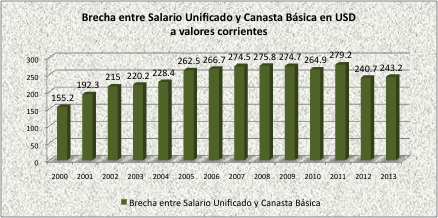 Brecha entre Salario Unificado y Canasta Básica en USD
a valores corrientes
300
250
200
150
100
50
0
155.2 192.3 215 220.2 228.4 262.5 266.7 274.5 275.8 274.7 264.9 279.2 240.7 243.2
2000 2001 2002 2003 2004 2005 2006 2007 2008 2009 2010 2011 2012 2013
Brecha entre Salario Unificado y Canasta Básica